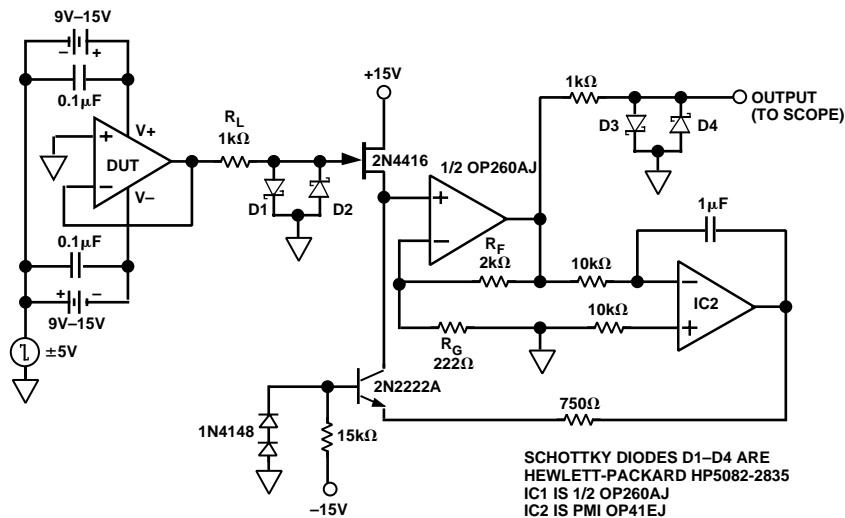 9V–15V
– +
0.1µF
V+
+
DUT
–
V–
0.1µF
+ –
9V–15V
±5V
R_L
1kΩ
D1
D2
+15V
2N4416
1/2 OP260AJ
+
–
R_F
2kΩ
R_G
222Ω
1kΩ
D3
D4
OUTPUT
(TO SCOPE)
1µF
10kΩ
10kΩ
–
IC2
+
2N2222A
750Ω
1N4148
15kΩ
–15V
SCHOTTKY DIODES D1–D4 ARE
HEWLETT-PACKARD HP5082-2835
IC1 IS 1/2 OP260AJ
IC2 IS PMI OP41EJ